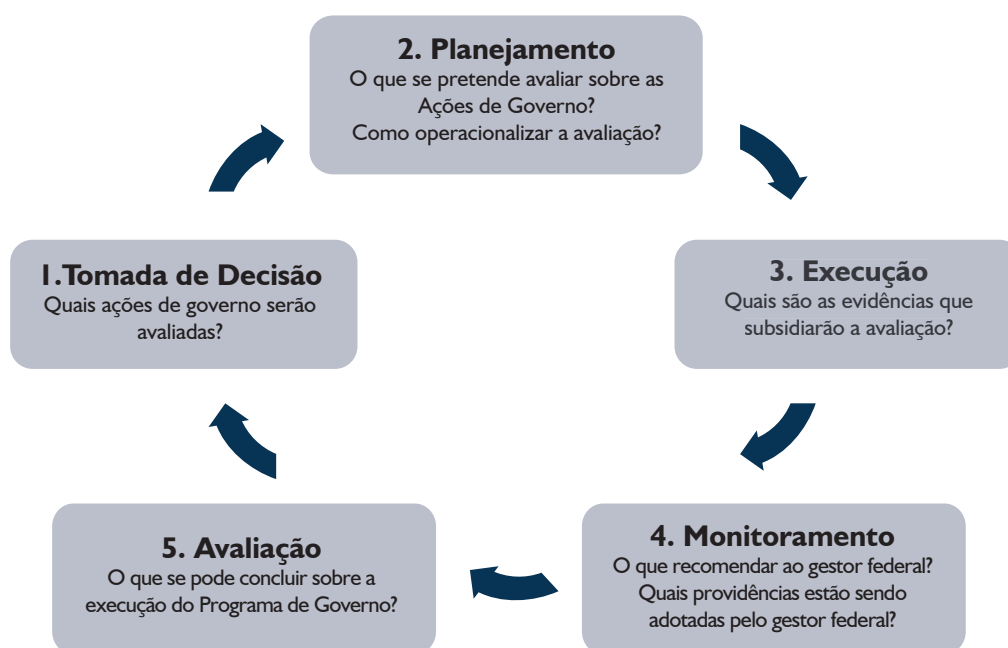 2. Planejamento
O que se pretende avaliar sobre as
Ações de Governo?
Como operacionalizar a avaliação?
1.Tomada de Decisão
Quais ações de governo serão
avaliadas?
3. Execução
Quais são as evidências que
subsidiarão a avaliação?
5. Avaliação
O que se pode concluir sobre a
execução do Programa de Governo?
4. Monitoramento
O que recomendar ao gestor federal?
Quais providências estão sendo
adotadas pelo gestor federal?